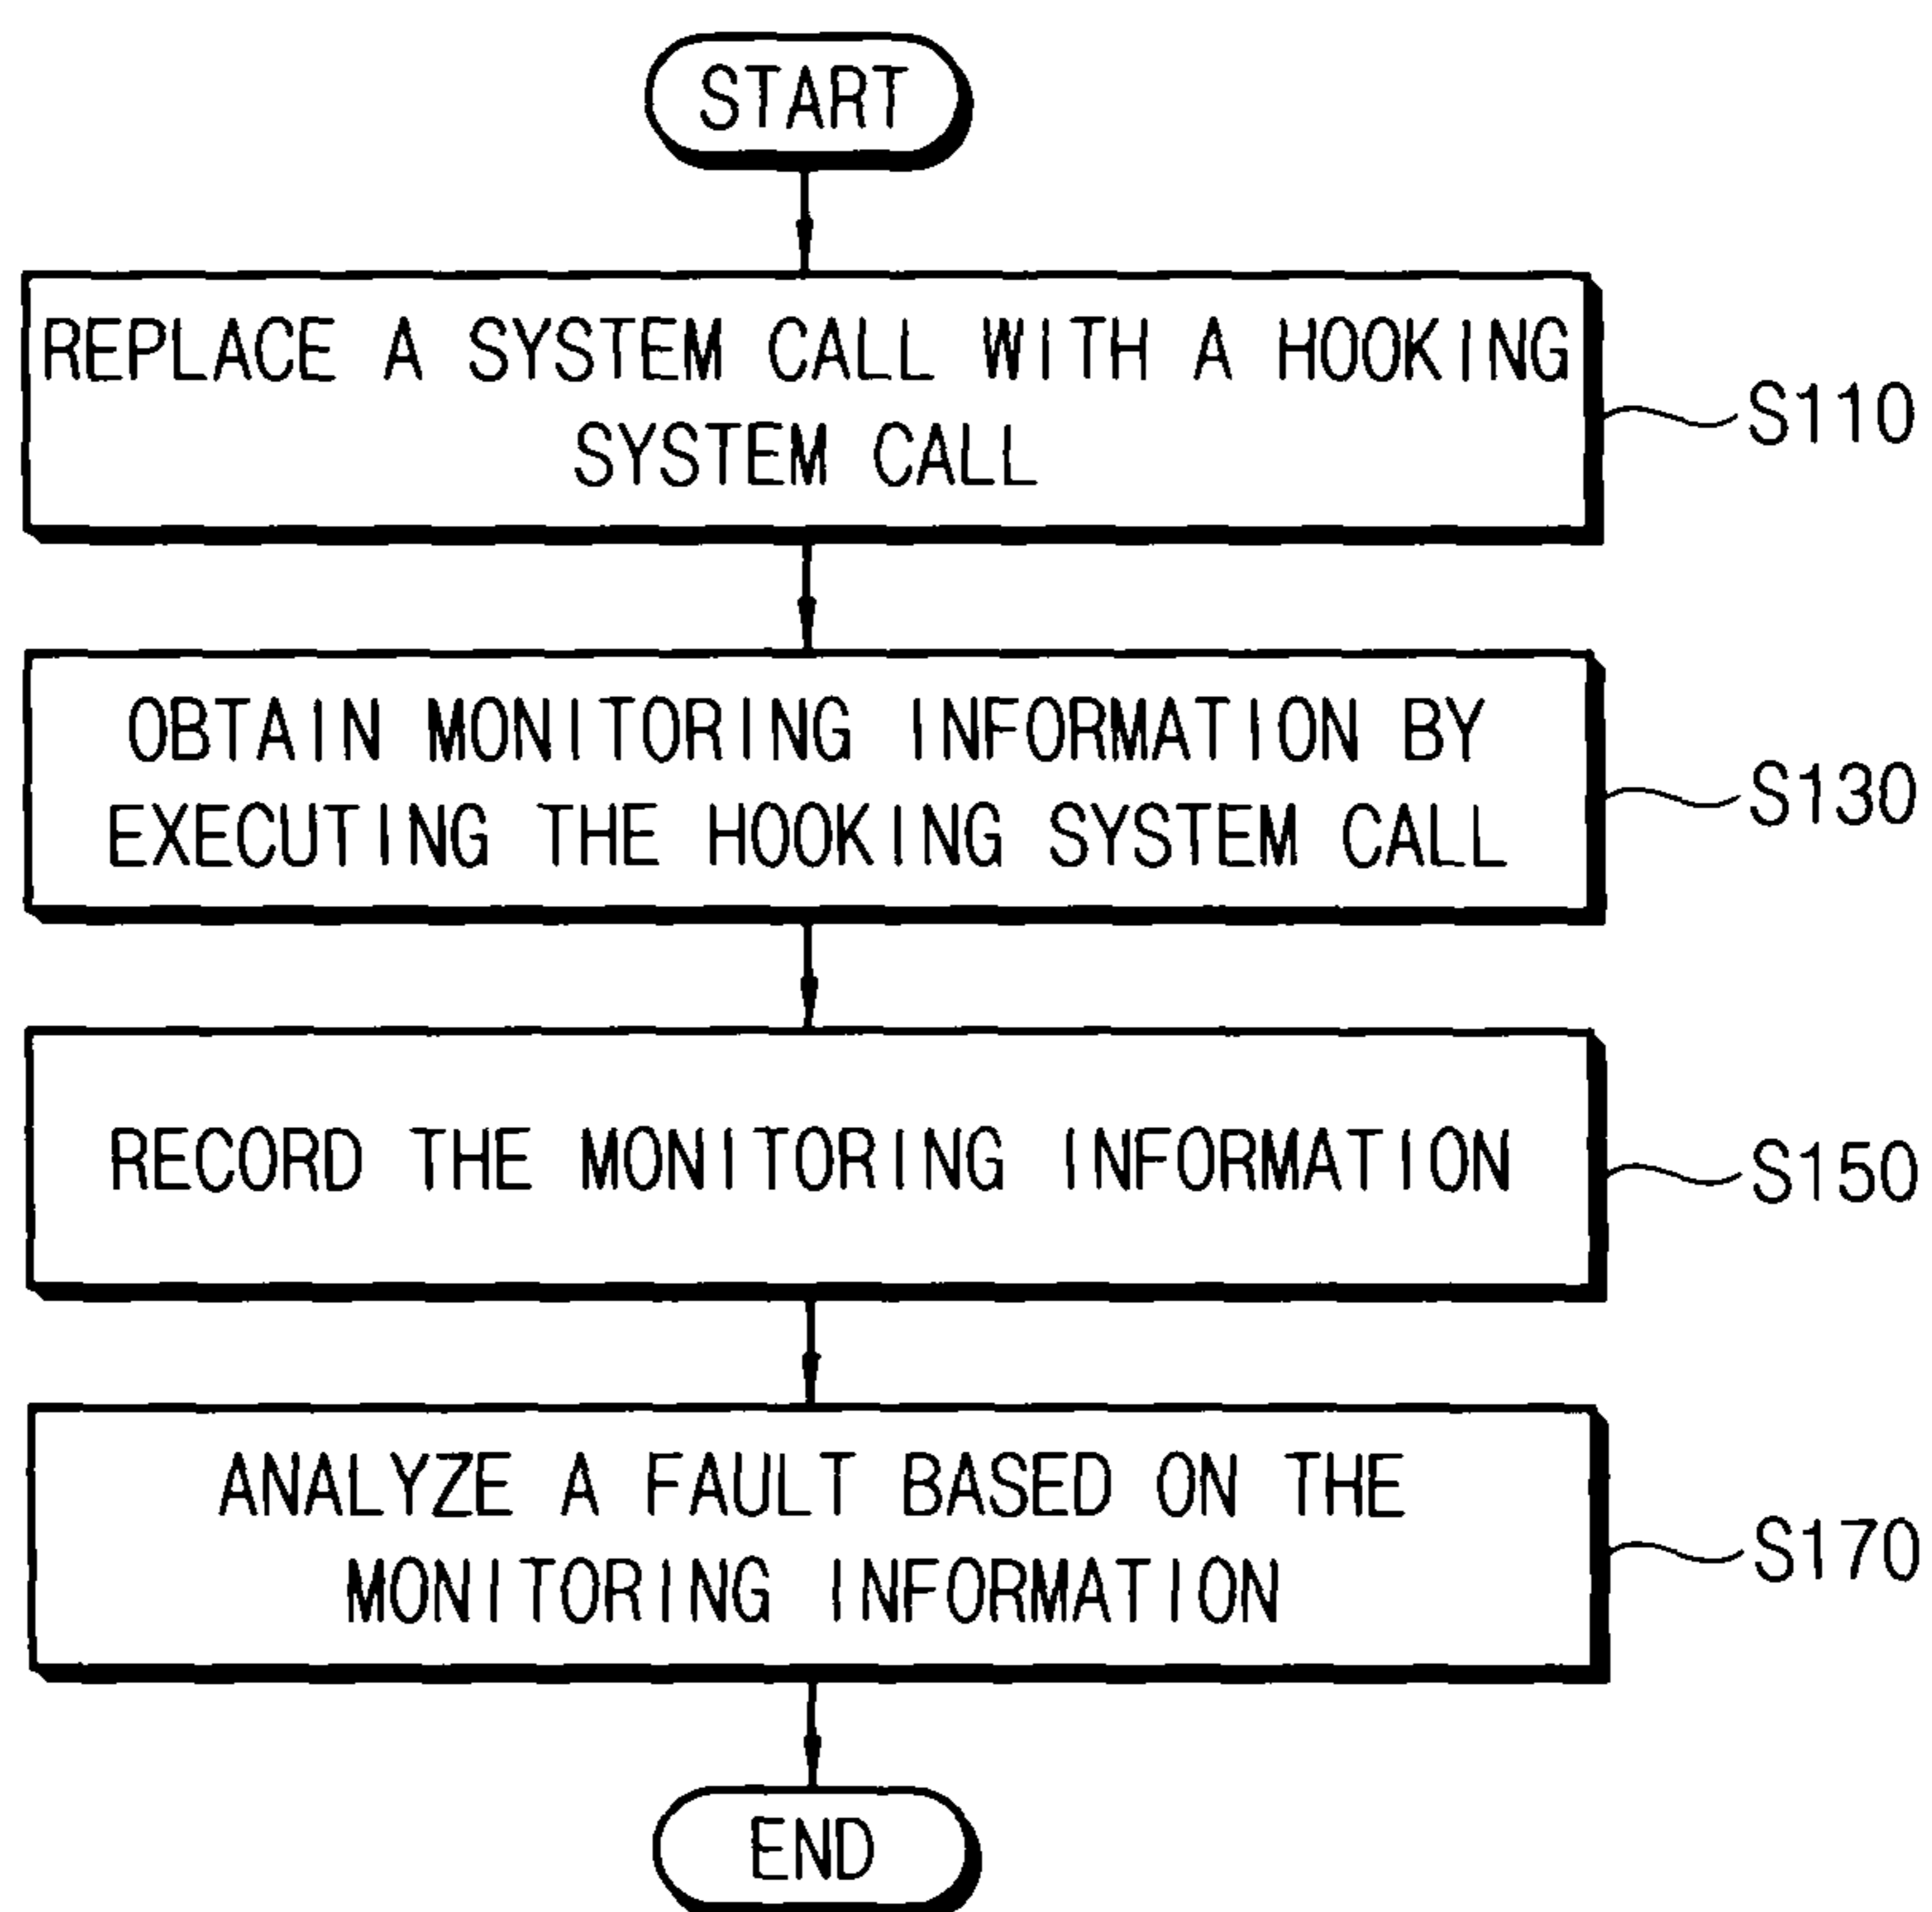 START
REPLACE A SYSTEM CALL WITH A HOOKING
SYSTEM CALL
S110
OBTAIN MONITORING INFORMATION BY
EXECUTING THE HOOKING SYSTEM CALL
S130
RECORD THE MONITORING INFORMATION
S150
ANALYZE A FAULT BASED ON THE
MONITORING INFORMATION
S170
END